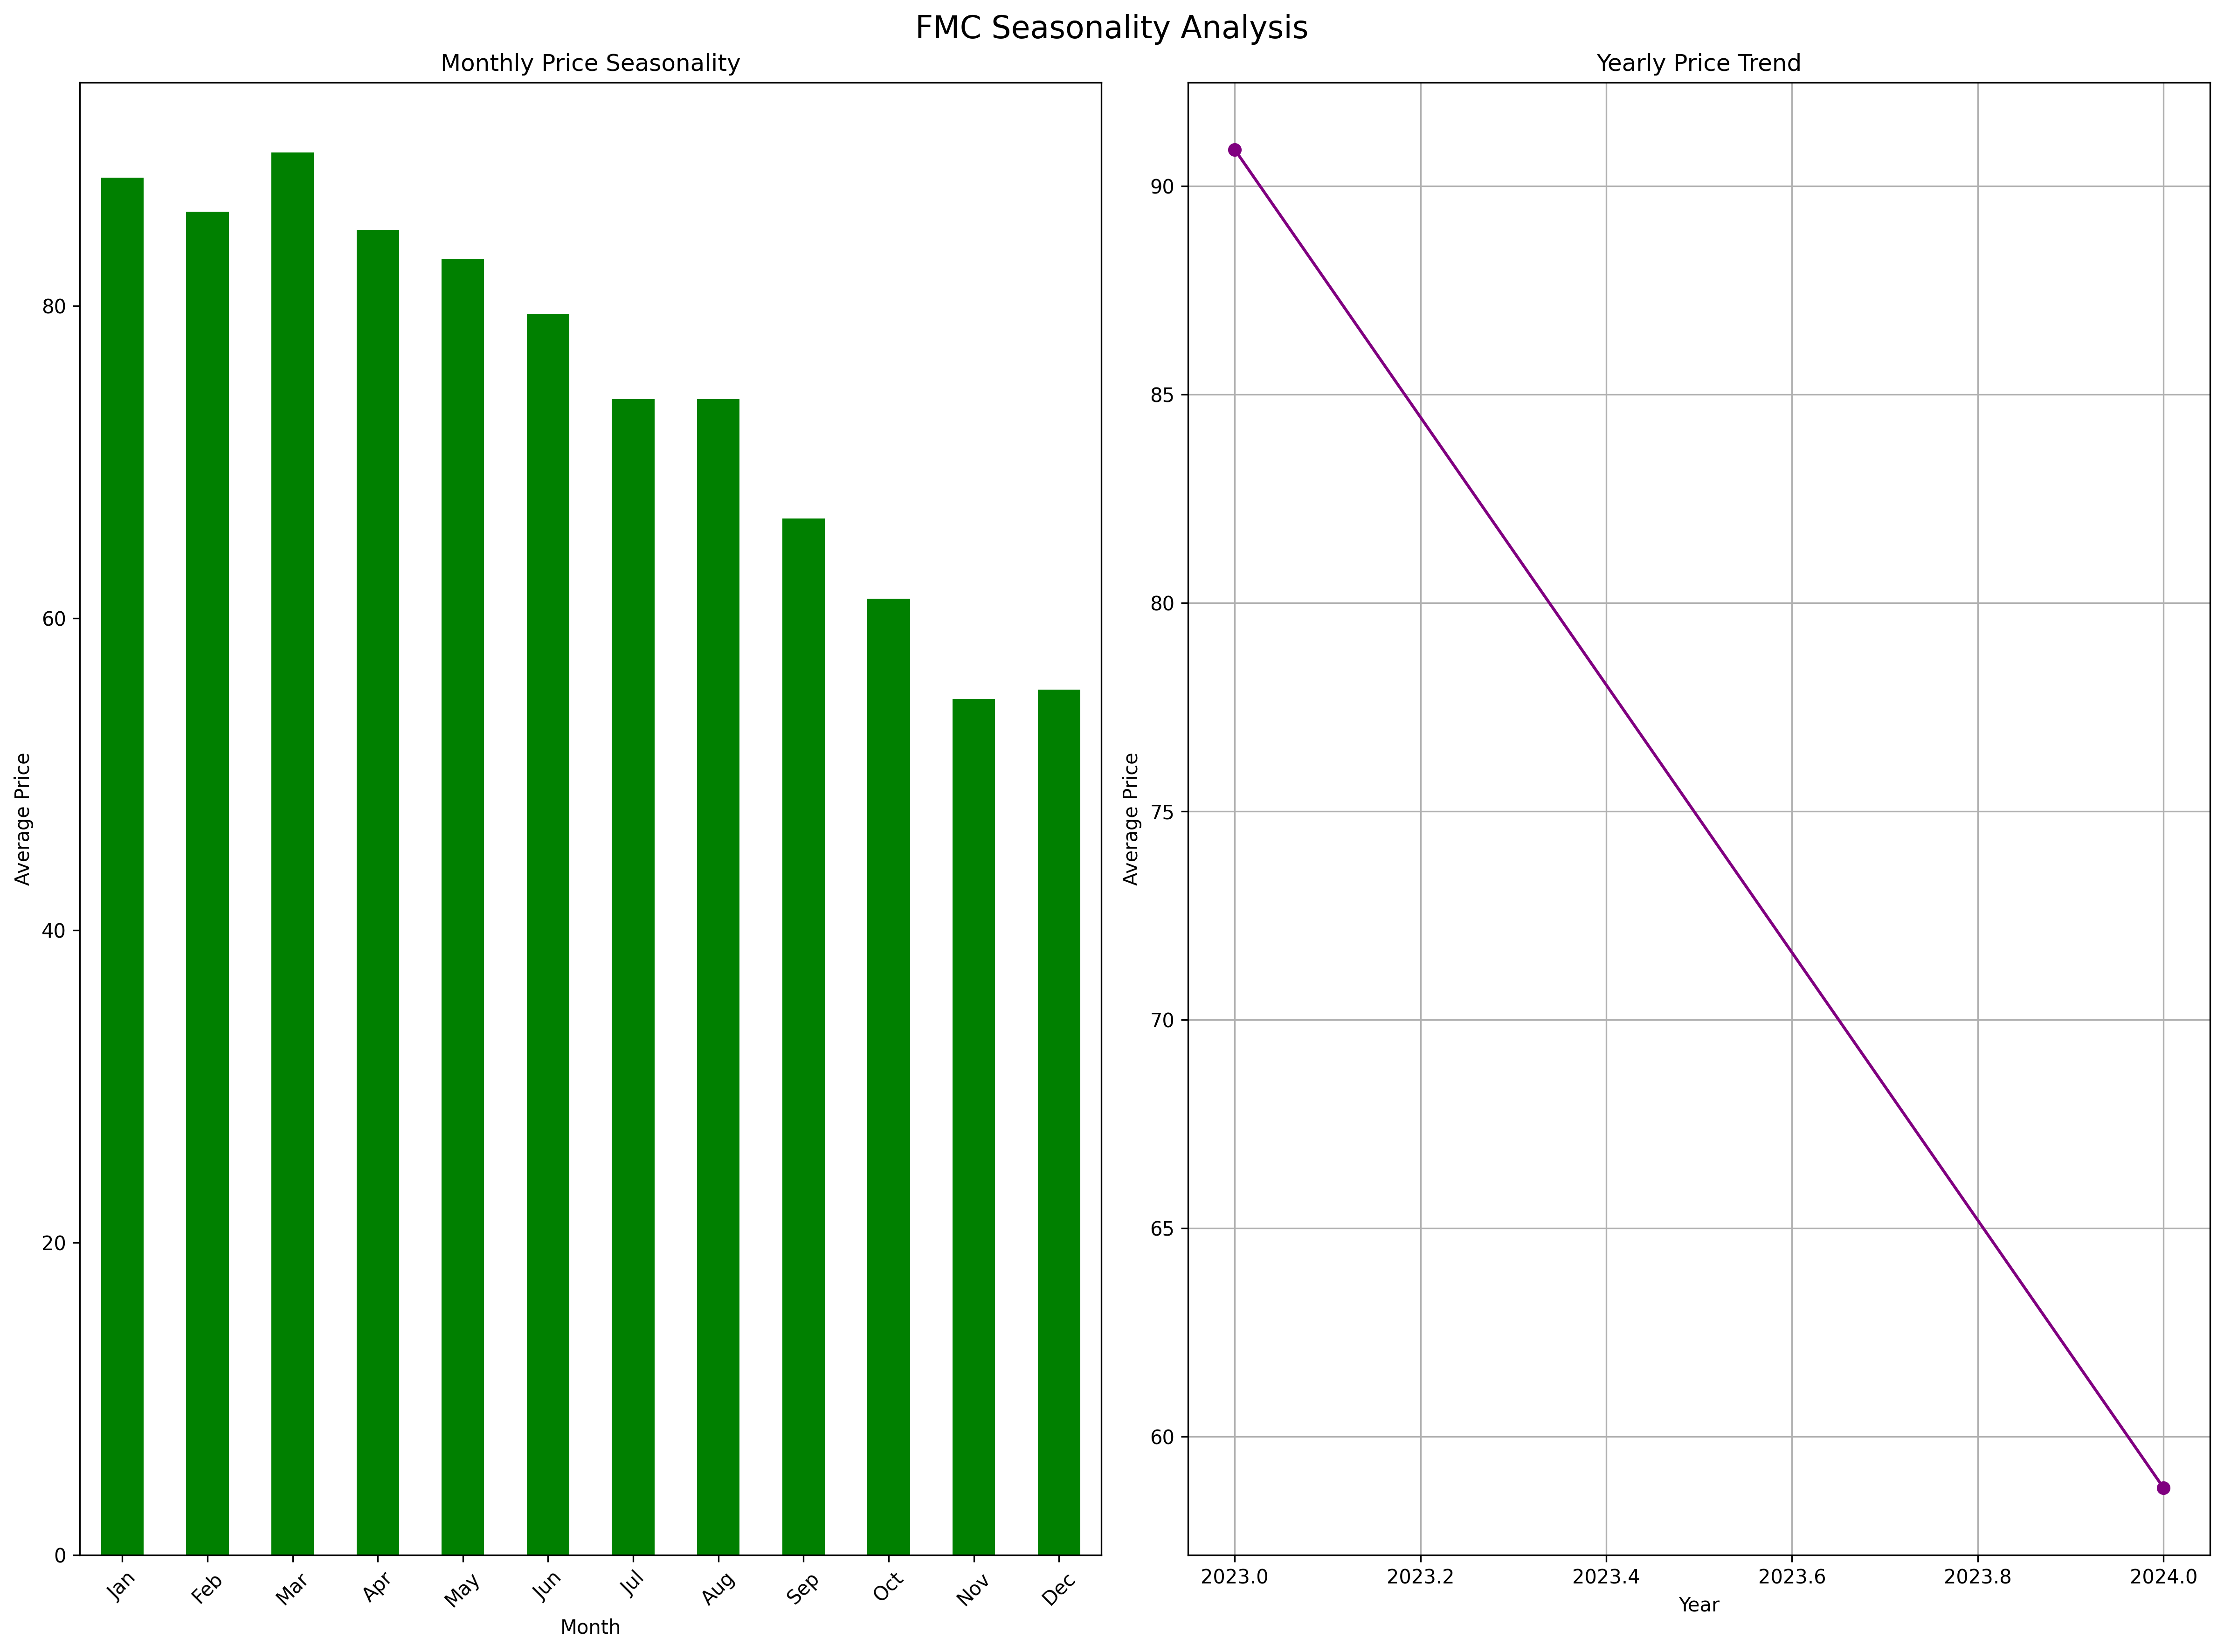 FMC Seasonality Analysis
Monthly Price Seasonality
Average Price
80
60
40
20
0
Jan
Feb
Mar
Apr
May
Jun
Jul
Aug
Sep
Oct
Nov
Dec
Month
Yearly Price Trend
Average Price
90
85
80
75
70
65
60
2023.0
2023.2
2023.4
2023.6
2023.8
2024.0
Year